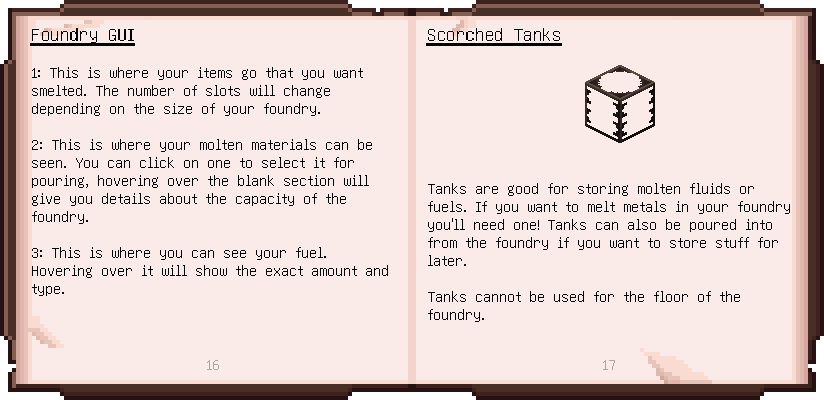 Foundry GUI
1: This is where your items go that you want
smelted. The number of slots will change
depending on the size of your foundry.
2: This is where your molten materials can be
seen. You can click on one to select it for
pouring, hovering over the blank section will
give you details about the capacity of the
foundry.
3: This is where you can see your fuel.
Hovering over it will show the exact amount and
type.
16
Scorched Tanks
Tanks are good for storing molten fluids or
fuels. If you want to melt metals in your foundry
you'll need one! Tanks can also be poured into
from the foundry if you want to store stuff for
later.
Tanks cannot be used for the floor of the
foundry.
17